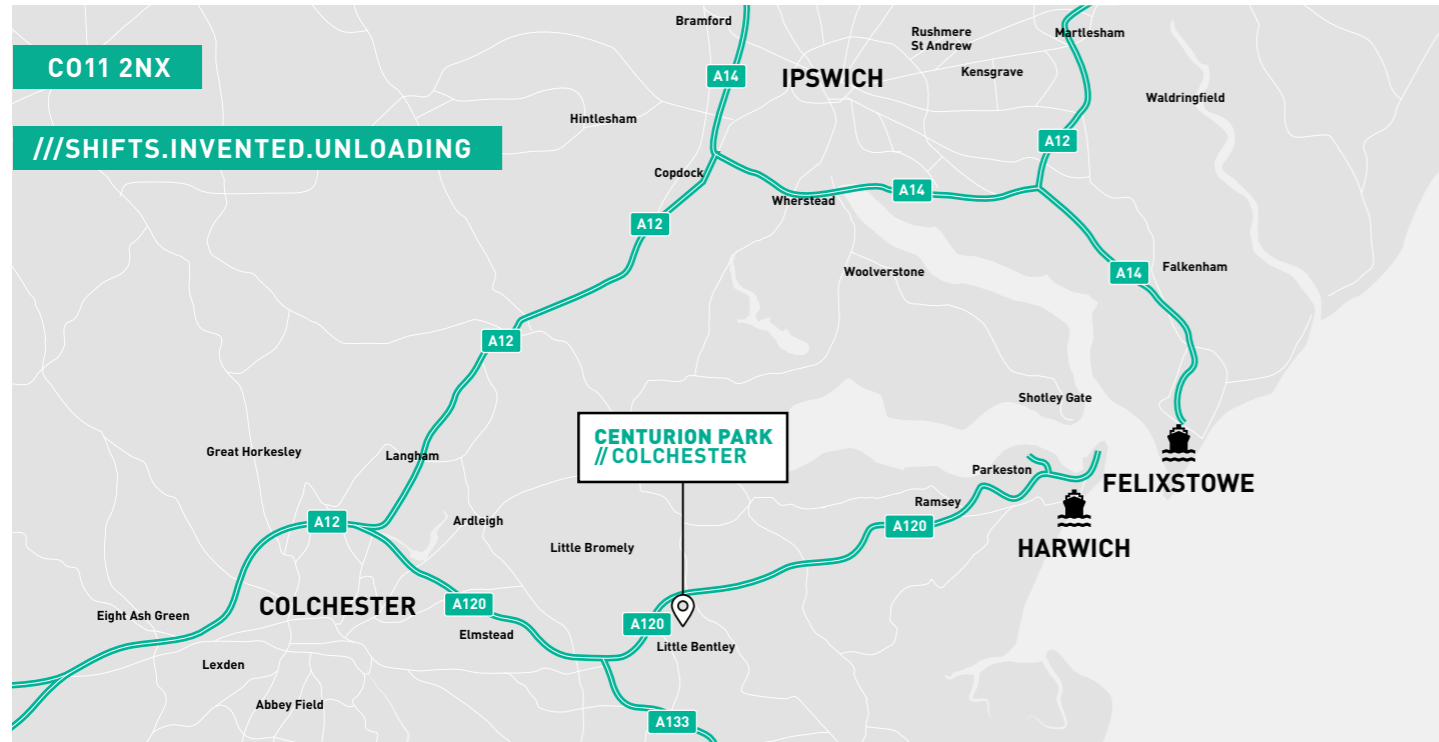 CO11 2NX
///SHIFTS.INVENTED.UNLOADING
Bramford
Rushmere
St Andrew
Martlesham
A14
IPSWICH
Kensgrave
Waldringfield
Hintlesham
A12
Copdock
Wherstead
A14
A12
Woolverstone
Falkenham
A14
A12
Shotley Gate
CENTURION PARK
// COLCHESTER
Great Horkesley
Langham
Parkeston
FELIXSTOWE
Ramsey
A12
Ardleigh
A120
Little Bromely
HARWICH
COLCHESTER
A120
Eight Ash Green
Elmstead
A120
Little Bentley
Lexden
Abbey Field
A133